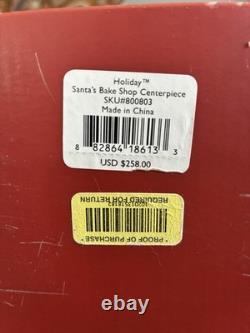 Holiday™
Santa's Bake Shop Centerpiece
SKU#800803
Made in China
8 82864 18613 3
USD $258.00
REQUIRED FOR RETURN
*PROOF OF PURCHASE*